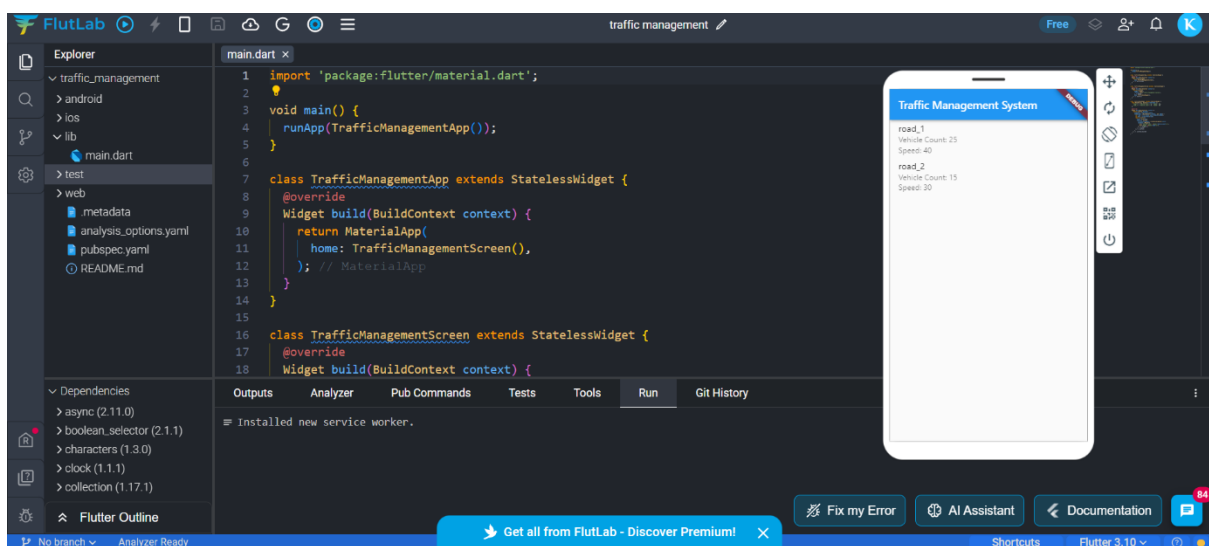 FlutLab
traffic management
Free
K
Explorer
traffic_management
android
ios
lib
main.dart
test
web
.metadata
analysis_options.yaml
pubspec.yaml
README.md
Dependencies
async (2.11.0)
boolean_selector (2.1.1)
characters (1.3.0)
clock (1.1.1)
collection (1.17.1)
Flutter Outline
main.dart ×
1 import 'package:flutter/material.dart';
2
3 void main() {
4 runApp(TrafficManagementApp());
5 }
6
7 class TrafficManagementApp extends StatelessWidget {
8 @override
9 Widget build(BuildContext context) {
10 return MaterialApp(
11 home: TrafficManagementScreen(),
12 ); // MaterialApp
13 }
14 }
15
16 class TrafficManagementScreen extends StatelessWidget {
17 @override
18 Widget build(BuildContext context) {
Traffic Management System
DEBUG
road_1
Vehicle Count: 25
Speed: 40
road_2
Vehicle Count: 15
Speed: 30
Outputs Analyzer Pub Commands Tests Tools Run Git History
Installed new service worker.
Fix my Error
AI Assistant
Documentation
84
Get all from FlutLab - Discover Premium!
No branch Analyzer Ready
Shortcuts Flutter 3.10